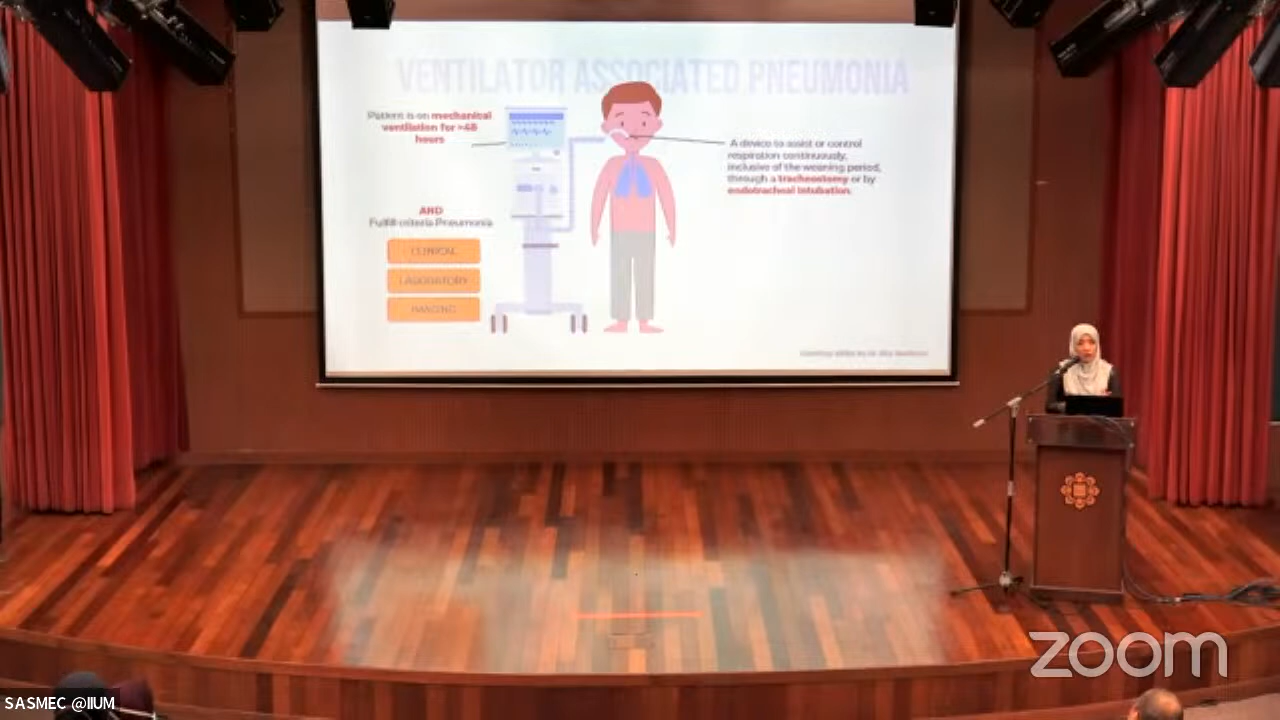 VENTILATOR ASSOCIATED PNEUMONIA
Patient is on mechanical
ventilation for >48
hours
A device to assist or control
respiration continuously,
inclusive of the weaning period,
through a tracheostomy or by
endotracheal intubation.
AND
Fulfill criteria Pneumonia
CLINICAL
LABORATORY
IMAGING
zoom
SASMEC @IIUM